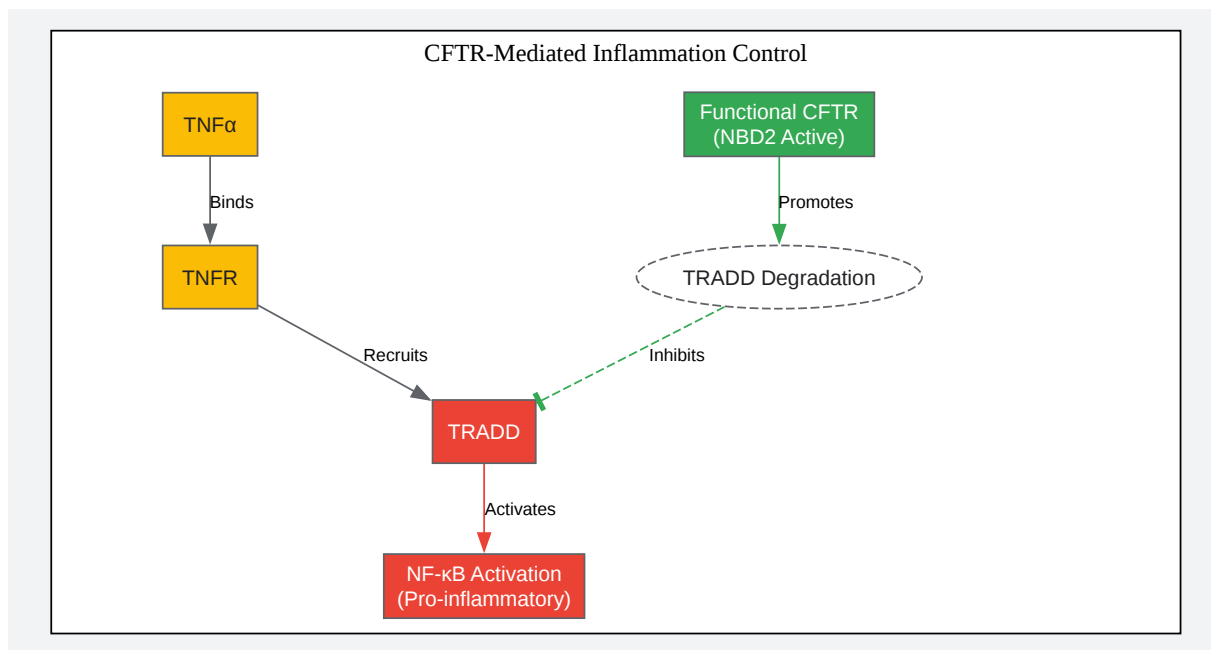 CFTR-Mediated Inflammation Control
TNFα
Functional CFTR
(NBD2 Active)
Binds
Promotes
TNFR
TRADD Degradation
Recruits
Inhibits
TRADD
Activates
NF-κB Activation
(Pro-inflammatory)